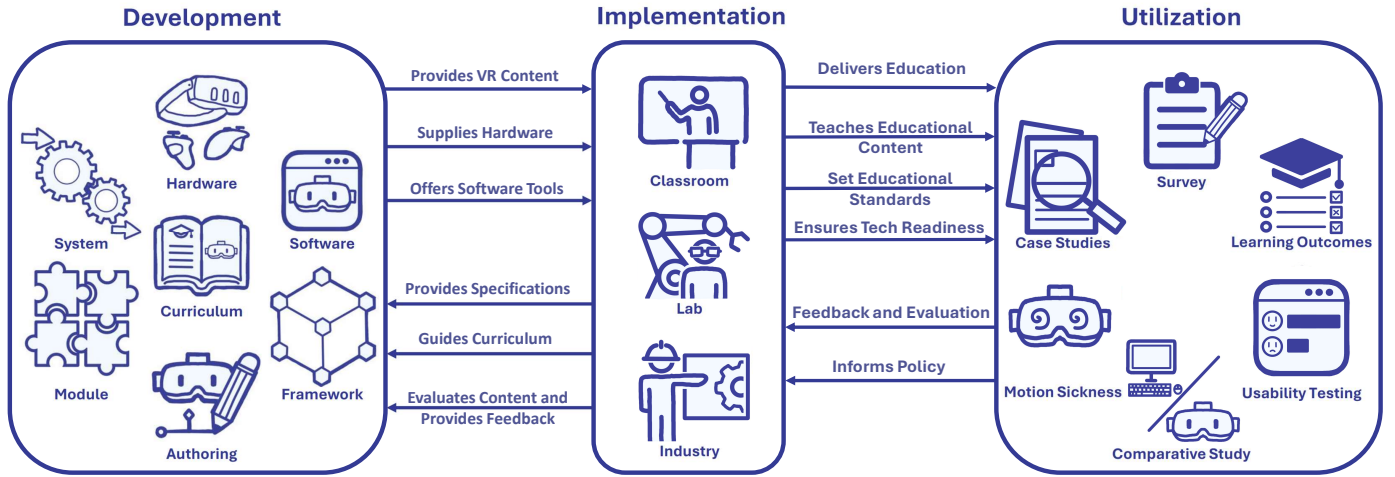 Development
Implementation
Utilization
Hardware
System
Software
Curriculum
Module
Framework
Authoring
Provides VR Content
Supplies Hardware
Offers Software Tools
Provides Specifications
Guides Curriculum
Evaluates Content and
Provides Feedback
Classroom
Lab
Industry
Delivers Education
Teaches Educational
Content
Set Educational
Standards
Ensures Tech Readiness
Feedback and Evaluation
Informs Policy
Survey
Case Studies
Learning Outcomes
Motion Sickness
Usability Testing
Comparative Study